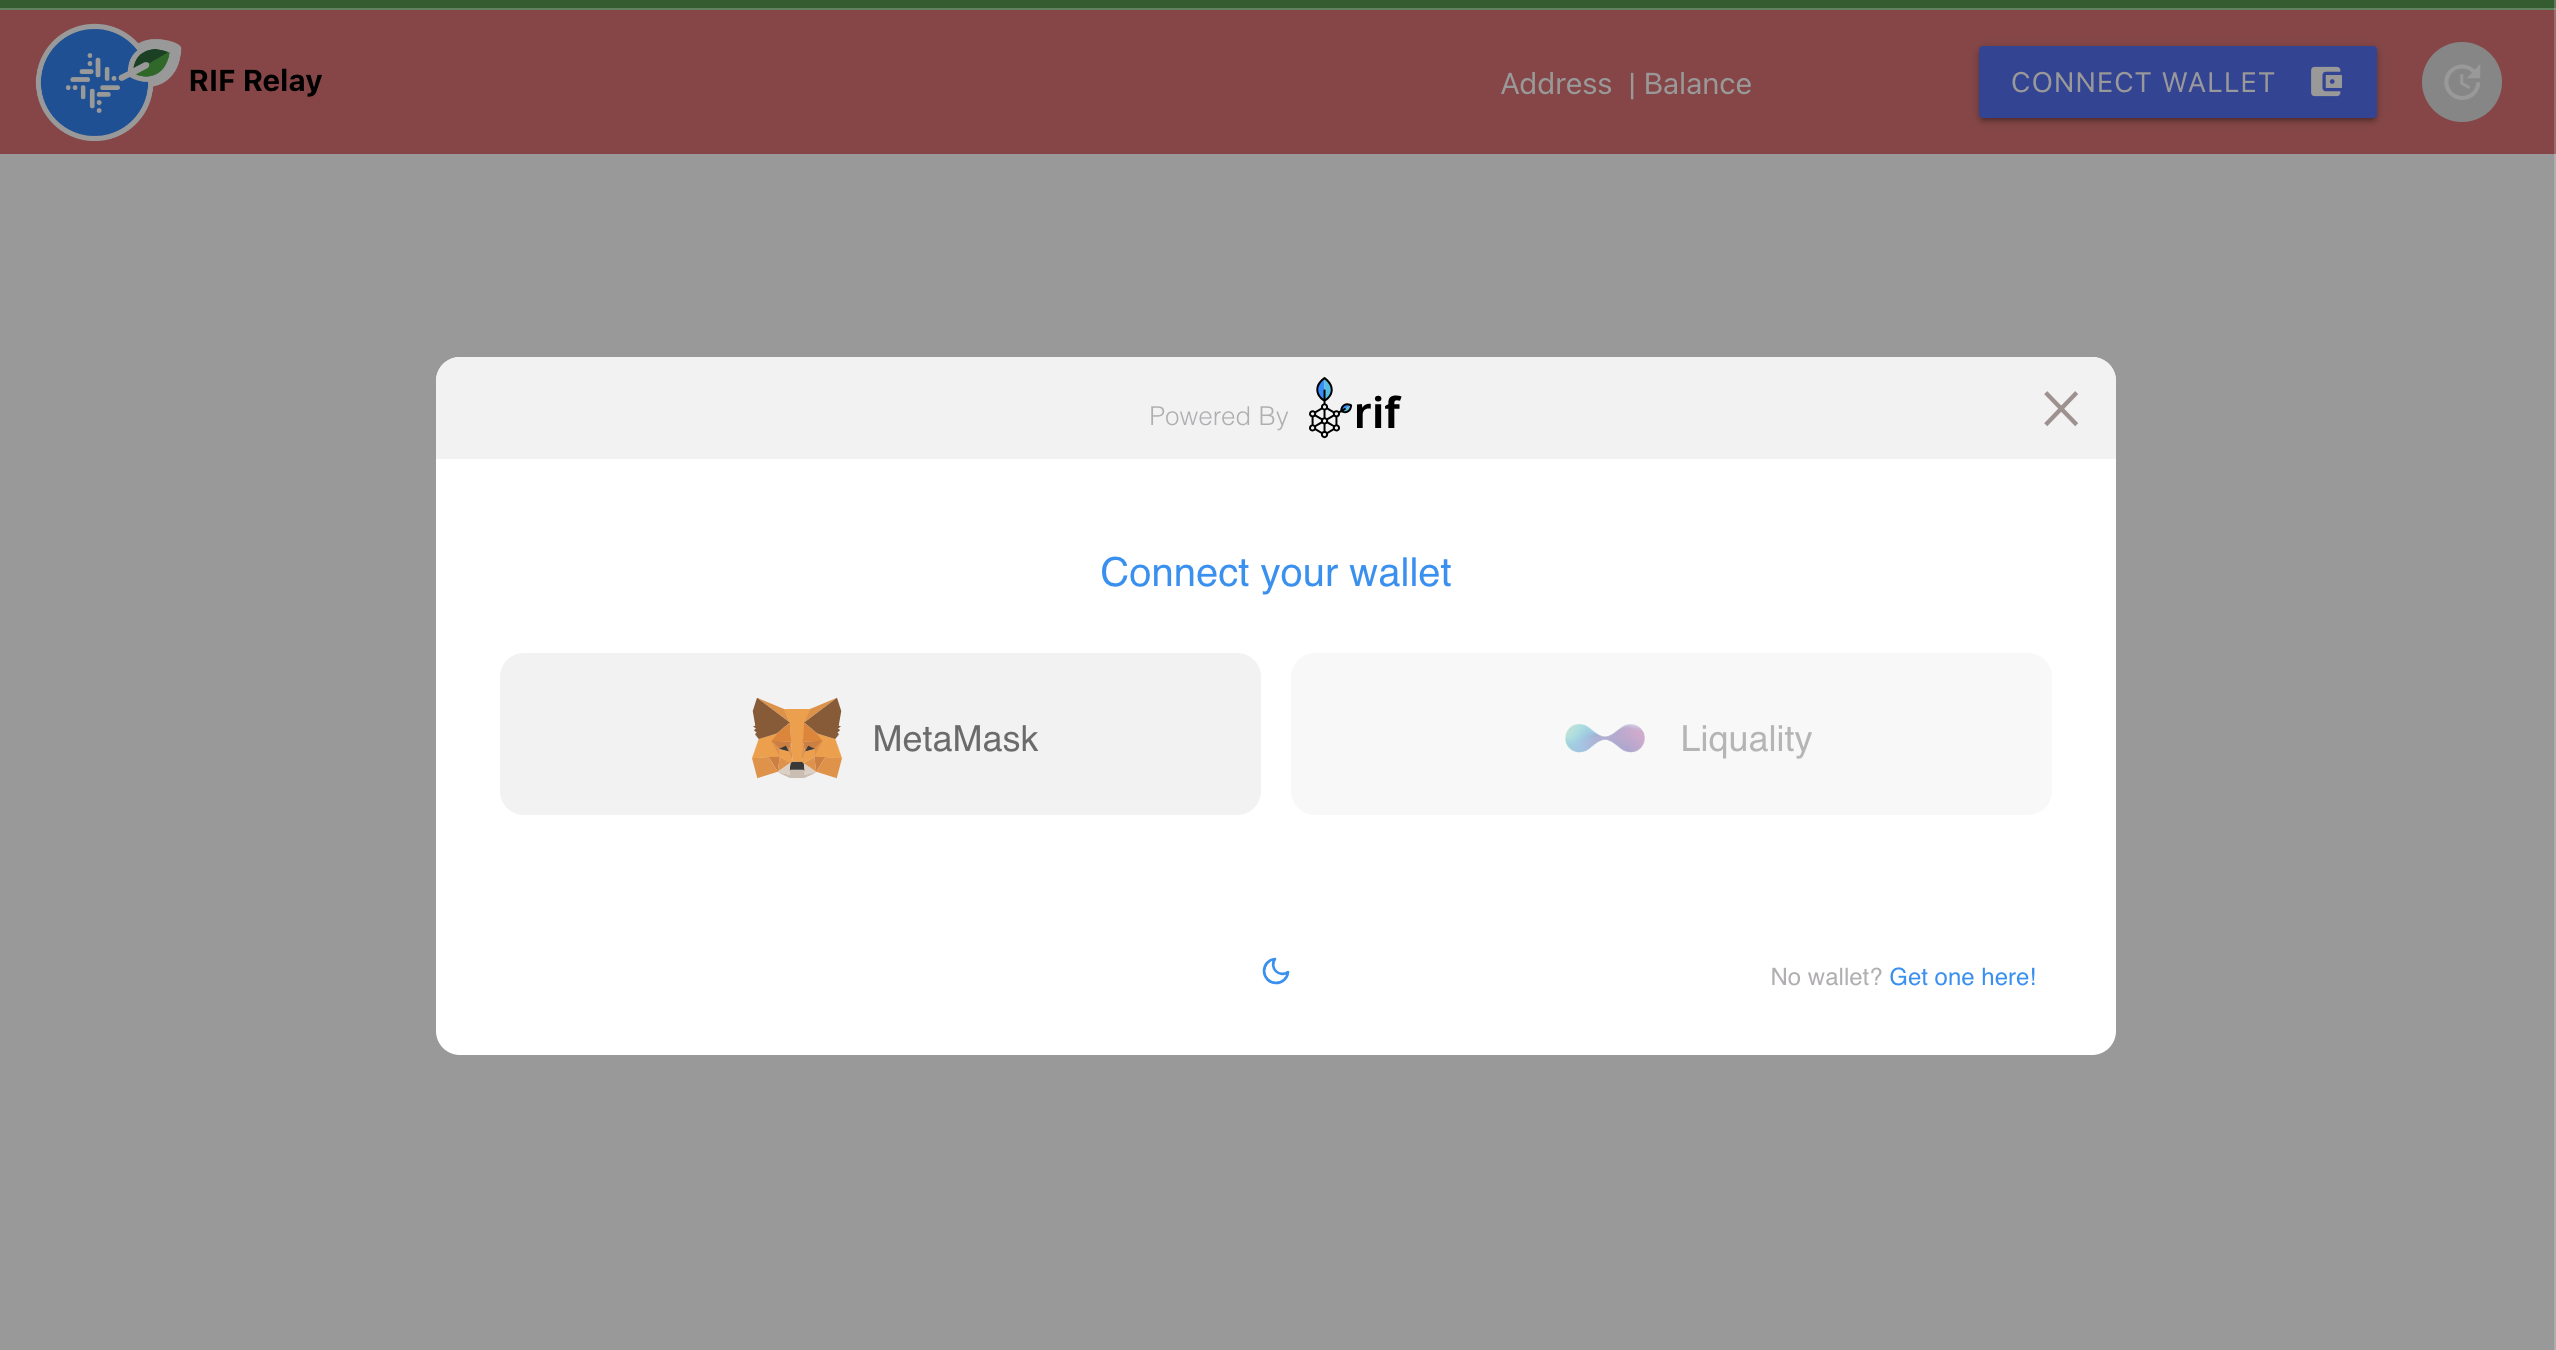 RIF Relay
Address | Balance
CONNECT WALLET
Powered By rif
Connect your wallet
MetaMask
Liquality
No wallet? Get one here!